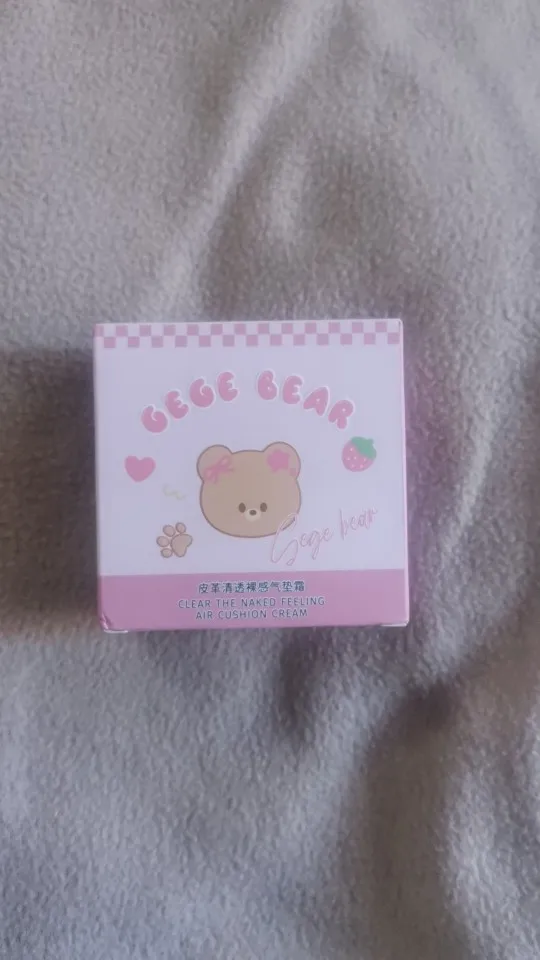 GEGE BEAR
Gege bear
皮革清透裸感气垫霜
CLEAR THE NAKED FEELING
AIR CUSHION CREAM